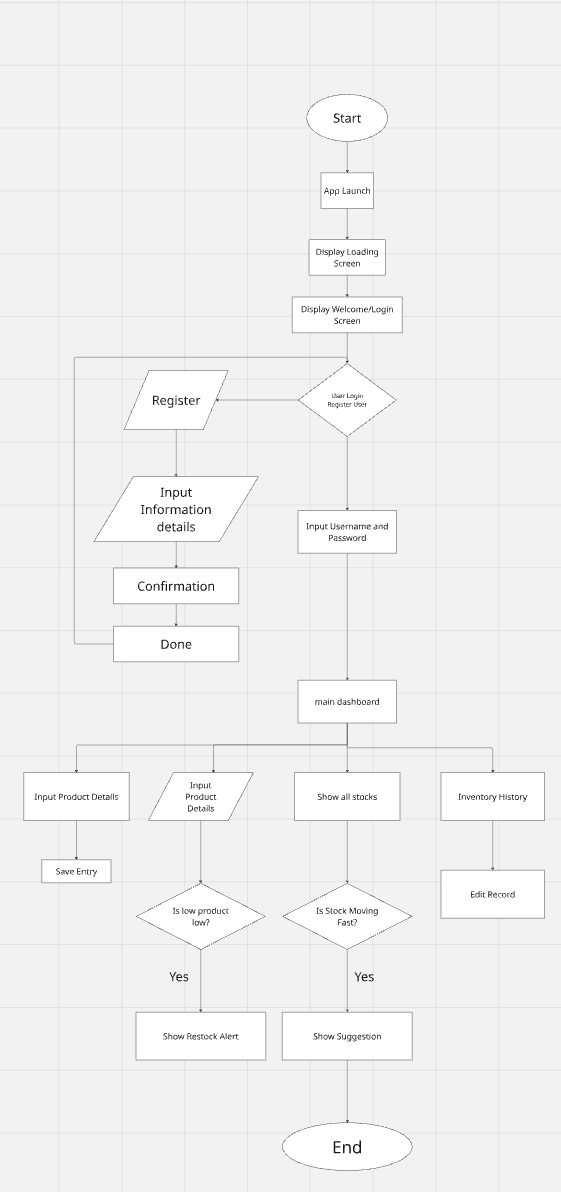 Start
App Launch
Display Loading
Screen
Display Welcome/Login
Screen
User Login
Register User
Register
Input
Information
details
Input Username and
Password
Confirmation
Done
main dashboard
Input Product Details
Input
Product
Details
Show all stocks
Inventory History
Save Entry
Edit Record
Is low product
low?
Is Stock Moving
Fast?
Yes
Yes
Show Restock Alert
Show Suggestion
End